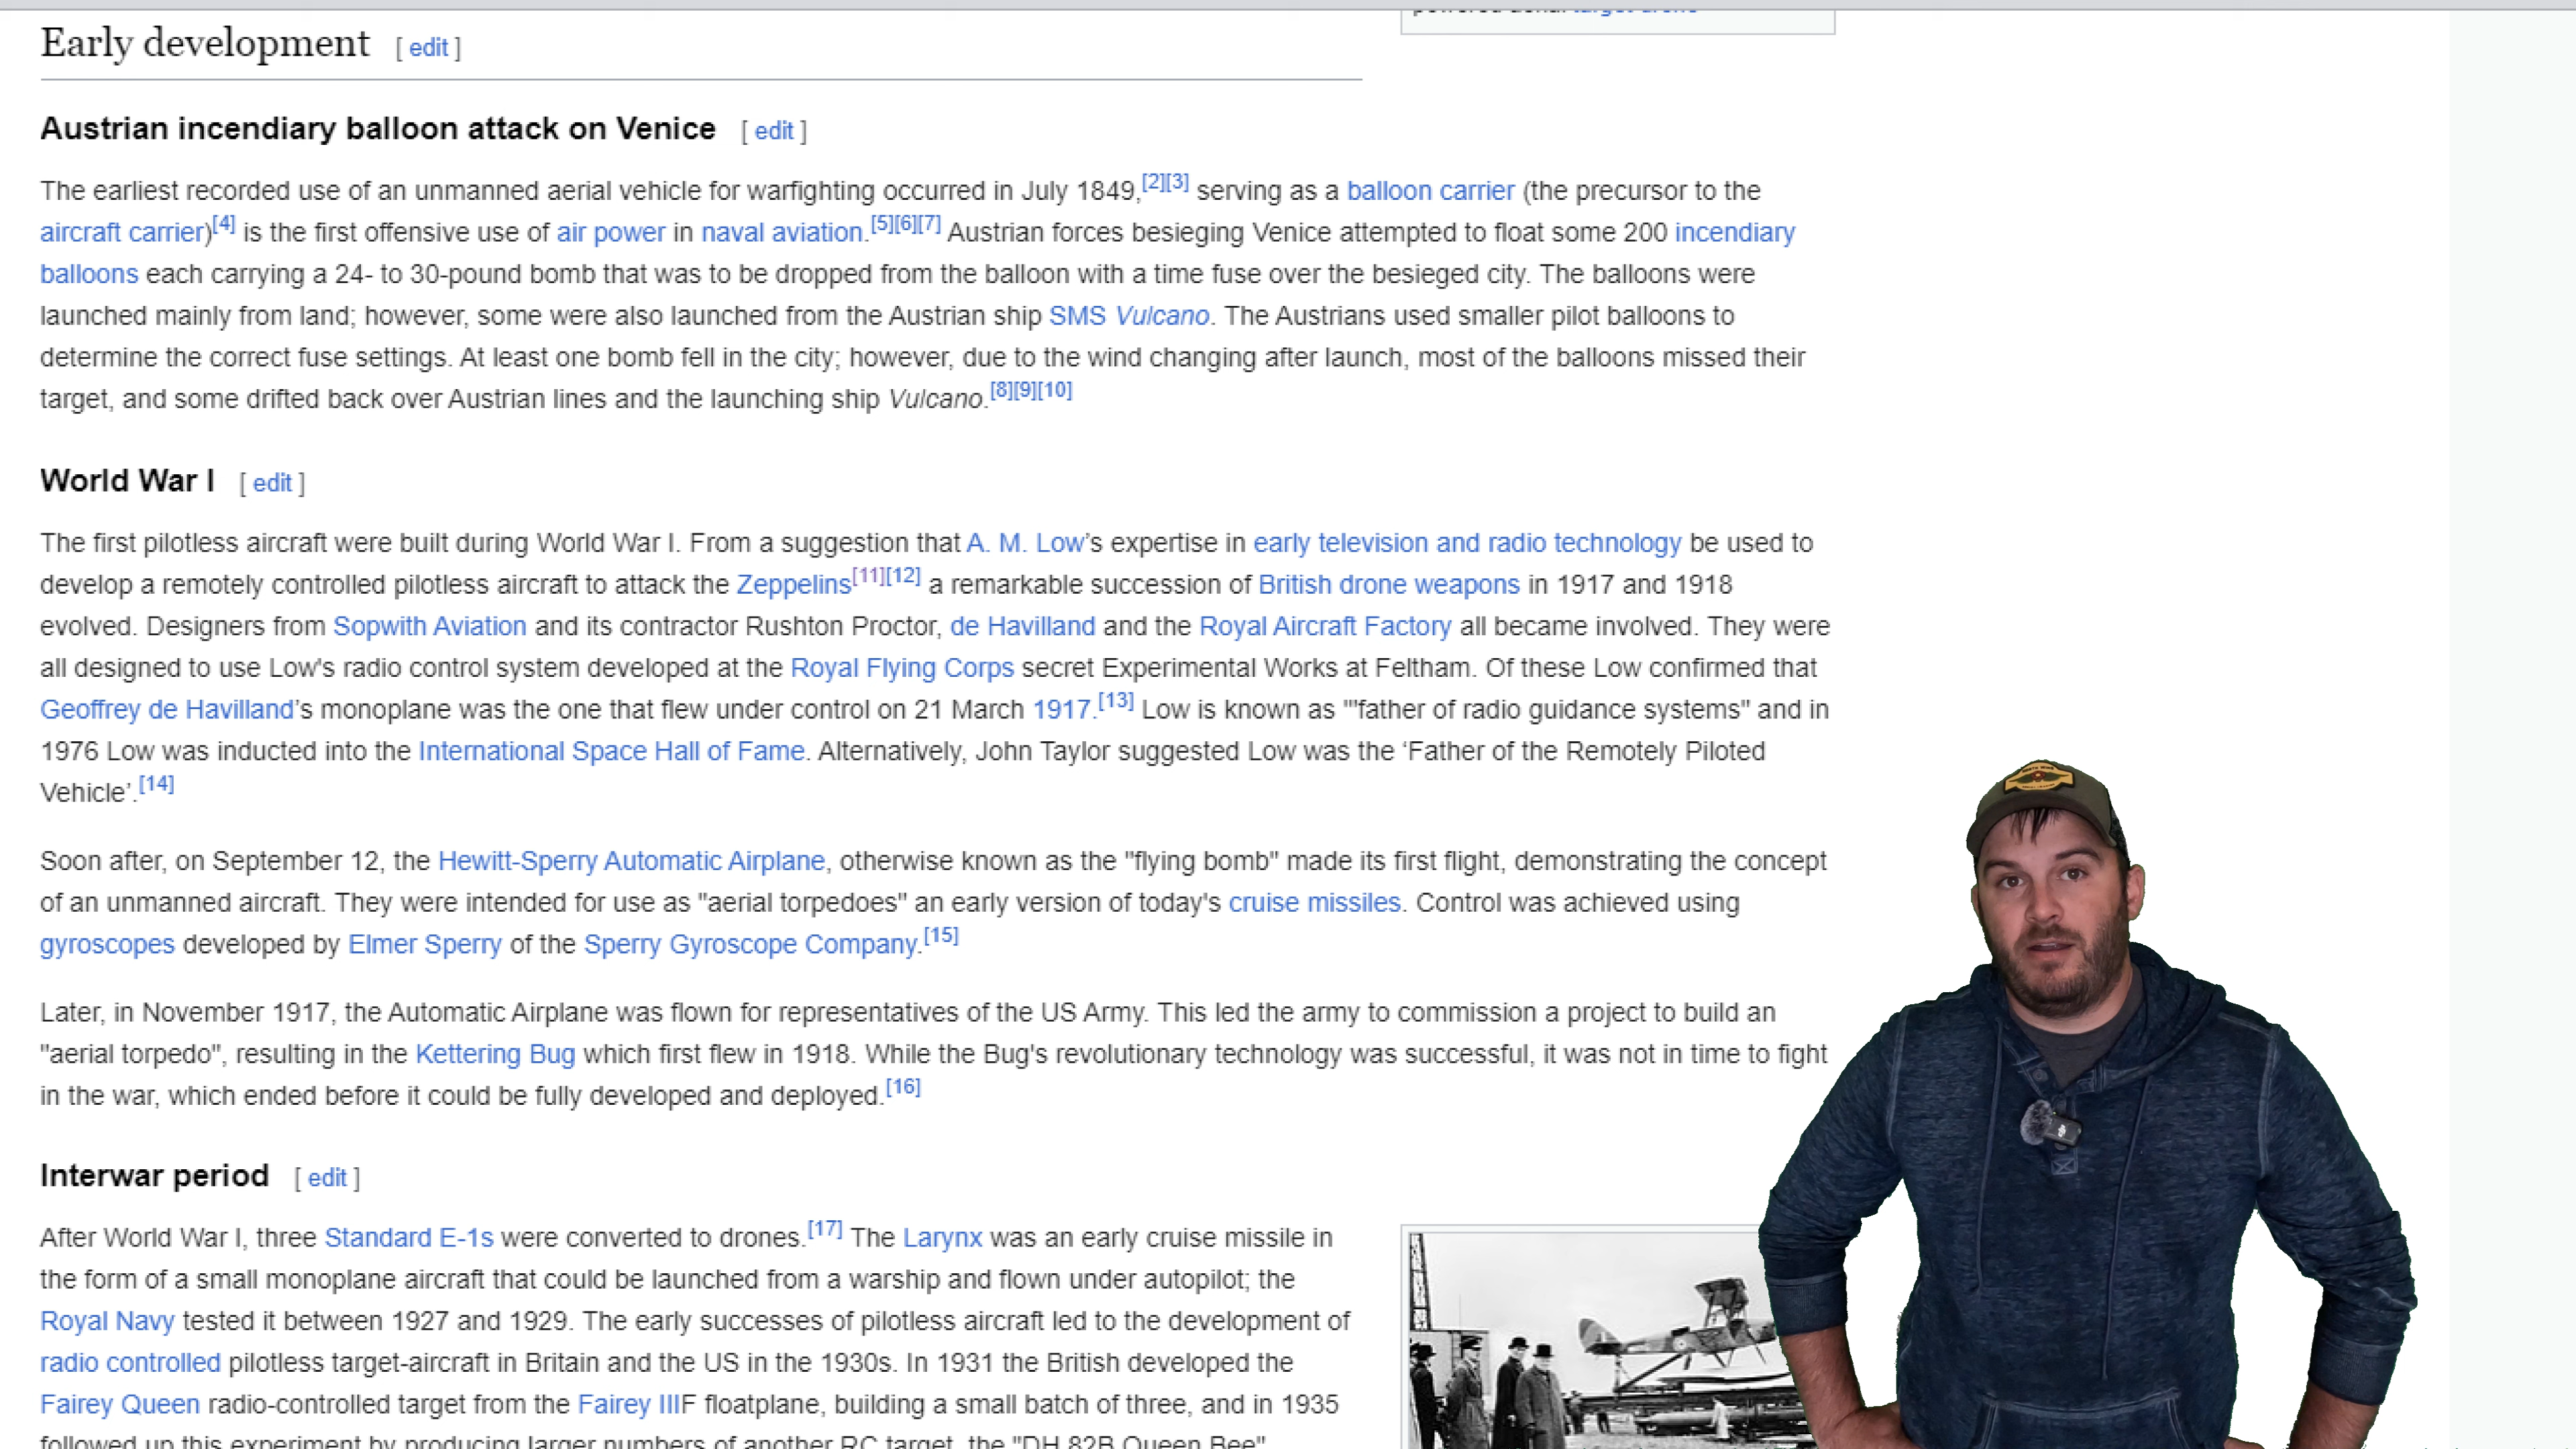 powered aerial target drone
Early development [ edit ]
Austrian incendiary balloon attack on Venice [ edit ]
The earliest recorded use of an unmanned aerial vehicle for warfighting occurred in July 1849,[2][3] serving as a balloon carrier (the precursor to the
aircraft carrier)[4] is the first offensive use of air power in naval aviation.[5][6][7] Austrian forces besieging Venice attempted to float some 200 incendiary
balloons each carrying a 24- to 30-pound bomb that was to be dropped from the balloon with a time fuse over the besieged city. The balloons were
launched mainly from land; however, some were also launched from the Austrian ship SMS Vulcano. The Austrians used smaller pilot balloons to
determine the correct fuse settings. At least one bomb fell in the city; however, due to the wind changing after launch, most of the balloons missed their
target, and some drifted back over Austrian lines and the launching ship Vulcano.[8][9][10]
World War I [ edit ]
The first pilotless aircraft were built during World War I. From a suggestion that A. M. Low's expertise in early television and radio technology be used to
develop a remotely controlled pilotless aircraft to attack the Zeppelins[11][12] a remarkable succession of British drone weapons in 1917 and 1918
evolved. Designers from Sopwith Aviation and its contractor Rushton Proctor, de Havilland and the Royal Aircraft Factory all became involved. They were
all designed to use Low's radio control system developed at the Royal Flying Corps secret Experimental Works at Feltham. Of these Low confirmed that
Geoffrey de Havilland's monoplane was the one that flew under control on 21 March 1917.[13] Low is known as "'father of radio guidance systems" and in
1976 Low was inducted into the International Space Hall of Fame. Alternatively, John Taylor suggested Low was the ‘Father of the Remotely Piloted
Vehicle’.[14]
Soon after, on September 12, the Hewitt-Sperry Automatic Airplane, otherwise known as the "flying bomb" made its first flight, demonstrating the concept
of an unmanned aircraft. They were intended for use as "aerial torpedoes" an early version of today's cruise missiles. Control was achieved using
gyroscopes developed by Elmer Sperry of the Sperry Gyroscope Company.[15]
Later, in November 1917, the Automatic Airplane was flown for representatives of the US Army. This led the army to commission a project to build an
"aerial torpedo", resulting in the Kettering Bug which first flew in 1918. While the Bug's revolutionary technology was successful, it was not in time to fight
in the war, which ended before it could be fully developed and deployed.[16]
Interwar period [ edit ]
After World War I, three Standard E-1s were converted to drones.[17] The Larynx was an early cruise missile in
the form of a small monoplane aircraft that could be launched from a warship and flown under autopilot; the
Royal Navy tested it between 1927 and 1929. The early successes of pilotless aircraft led to the development of
radio controlled pilotless target-aircraft in Britain and the US in the 1930s. In 1931 the British developed the
Fairey Queen radio-controlled target from the Fairey IIIF floatplane, building a small batch of three, and in 1935
followed up this experiment by producing larger numbers of another RC target, the "DH.82B Queen Bee"